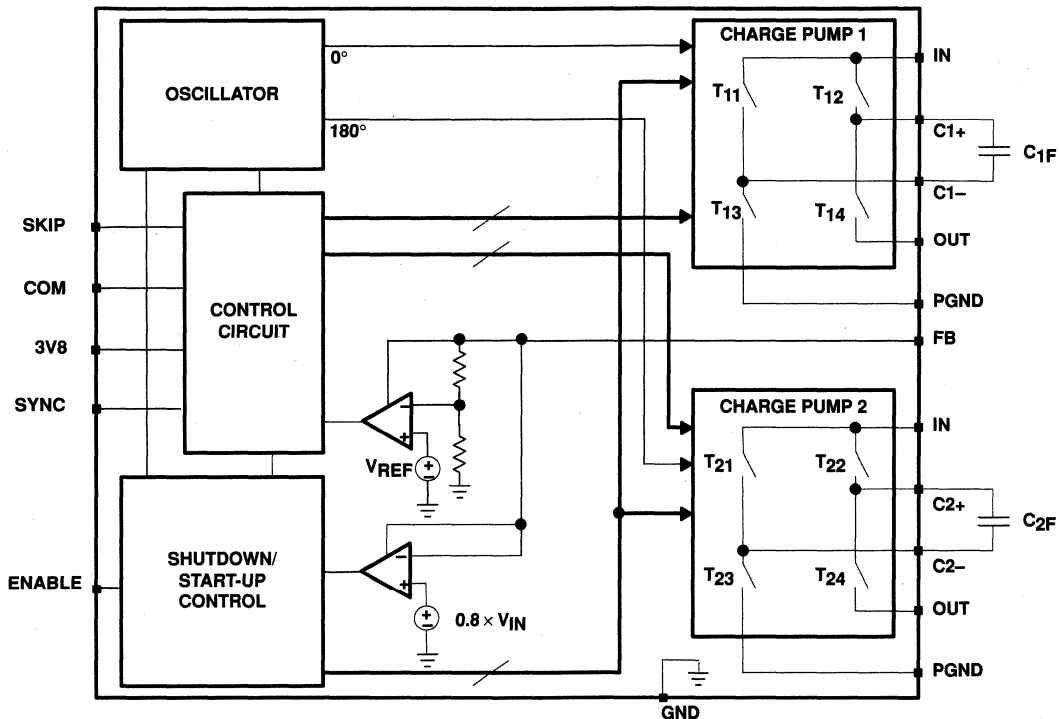 CHARGE PUMP 1
OSCILLATOR
0°
180°
T11
T12
T13
T14
IN
C1+
C1–
OUT
PGND
C1F
SKIP
COM
3V8
SYNC
CONTROL
CIRCUIT
FB
–
+
VREF
+
–
CHARGE PUMP 2
T21
T22
T23
T24
IN
C2+
C2–
OUT
PGND
C2F
ENABLE
SHUTDOWN/
START-UP
CONTROL
–
+
+
–
0.8 × VIN
GND